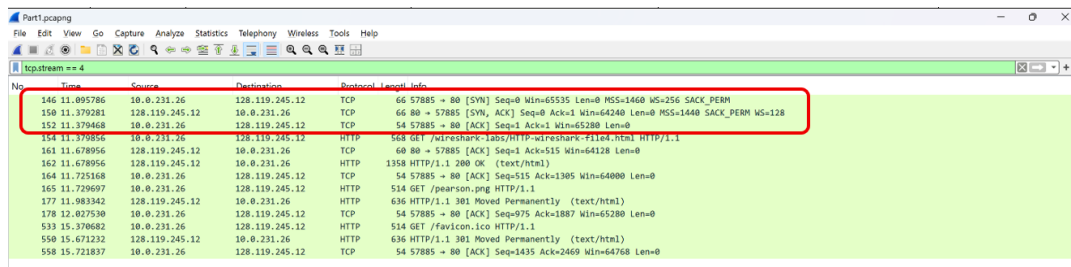 Part1.pcapng
File Edit View Go Capture Analyze Statistics Telephony Wireless Tools Help
tcp.stream == 4
No. Time Source Destination Protocol Lengtl Info
146 11.095786 10.0.231.26 128.119.245.12 TCP 66 57885 → 80 [SYN] Seq=0 Win=65535 Len=0 MSS=1460 WS=256 SACK_PERM
150 11.379281 128.119.245.12 10.0.231.26 TCP 66 80 → 57885 [SYN, ACK] Seq=0 Ack=1 Win=64240 Len=0 MSS=1440 SACK_PERM WS=128
152 11.379468 10.0.231.26 128.119.245.12 TCP 54 57885 → 80 [ACK] Seq=1 Ack=1 Win=65280 Len=0
154 11.379856 10.0.231.26 128.119.245.12 HTTP 568 GET /wireshark-labs/HTTP-wireshark-file4.html HTTP/1.1
161 11.678956 128.119.245.12 10.0.231.26 TCP 60 80 → 57885 [ACK] Seq=1 Ack=515 Win=64128 Len=0
162 11.678956 128.119.245.12 10.0.231.26 HTTP 1358 HTTP/1.1 200 OK (text/html)
164 11.725168 10.0.231.26 128.119.245.12 TCP 54 57885 → 80 [ACK] Seq=515 Ack=1305 Win=64000 Len=0
165 11.729697 10.0.231.26 128.119.245.12 HTTP 514 GET /pearson.png HTTP/1.1
177 11.983342 128.119.245.12 10.0.231.26 HTTP 636 HTTP/1.1 301 Moved Permanently (text/html)
178 12.027530 10.0.231.26 128.119.245.12 TCP 54 57885 → 80 [ACK] Seq=975 Ack=1887 Win=65280 Len=0
533 15.370682 10.0.231.26 128.119.245.12 HTTP 514 GET /favicon.ico HTTP/1.1
550 15.671232 128.119.245.12 10.0.231.26 HTTP 636 HTTP/1.1 301 Moved Permanently (text/html)
558 15.721837 10.0.231.26 128.119.245.12 TCP 54 57885 → 80 [ACK] Seq=1435 Ack=2469 Win=64768 Len=0